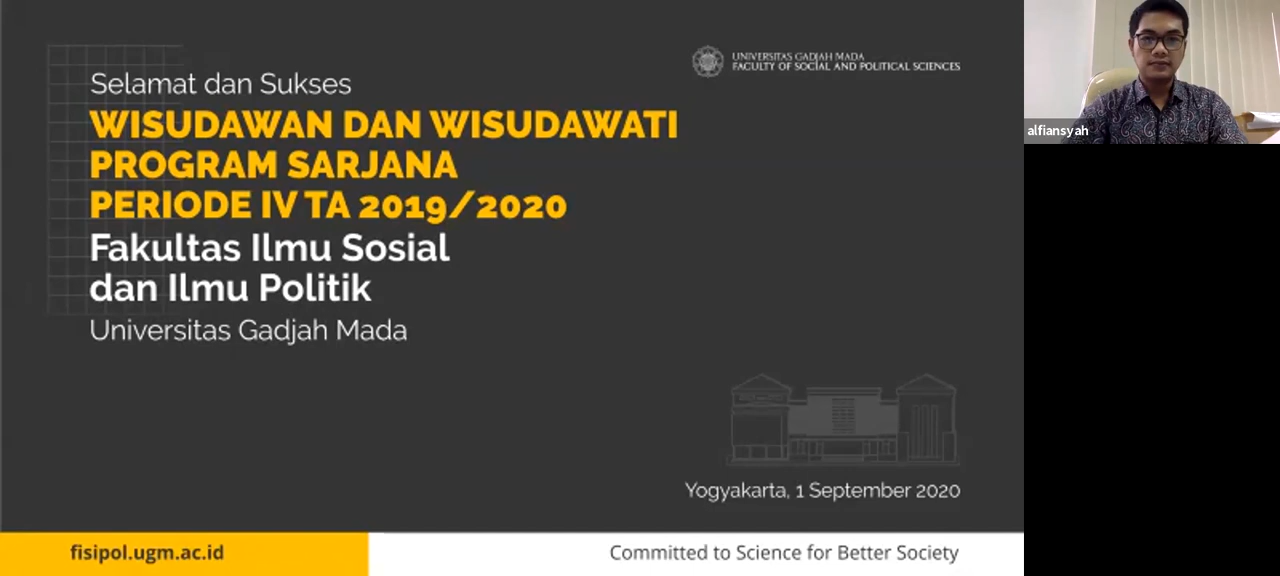 Selamat dan Sukses
WISUDAWAN DAN WISUDAWATI
PROGRAM SARJANA
PERIODE IV TA 2019/2020
Fakultas Ilmu Sosial
dan Ilmu Politik
Universitas Gadjah Mada
UNIVERSITAS GADJAH MADA
FACULTY OF SOCIAL AND POLITICAL SCIENCES
alfiansyah
Yogyakarta, 1 September 2020
fisipol.ugm.ac.id
Committed to Science for Better Society